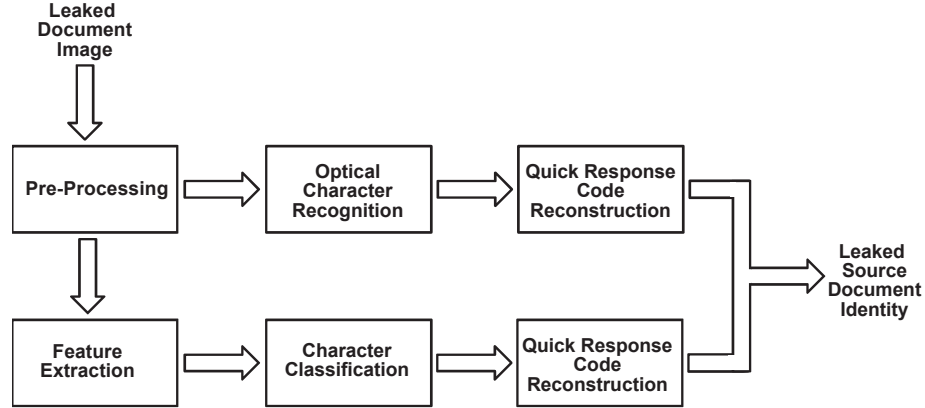 Leaked
Document
Image
Pre-Processing
Optical
Character
Recognition
Quick Response
Code
Reconstruction
Leaked
Source
Document
Identity
Feature
Extraction
Character
Classification
Quick Response
Code
Reconstruction